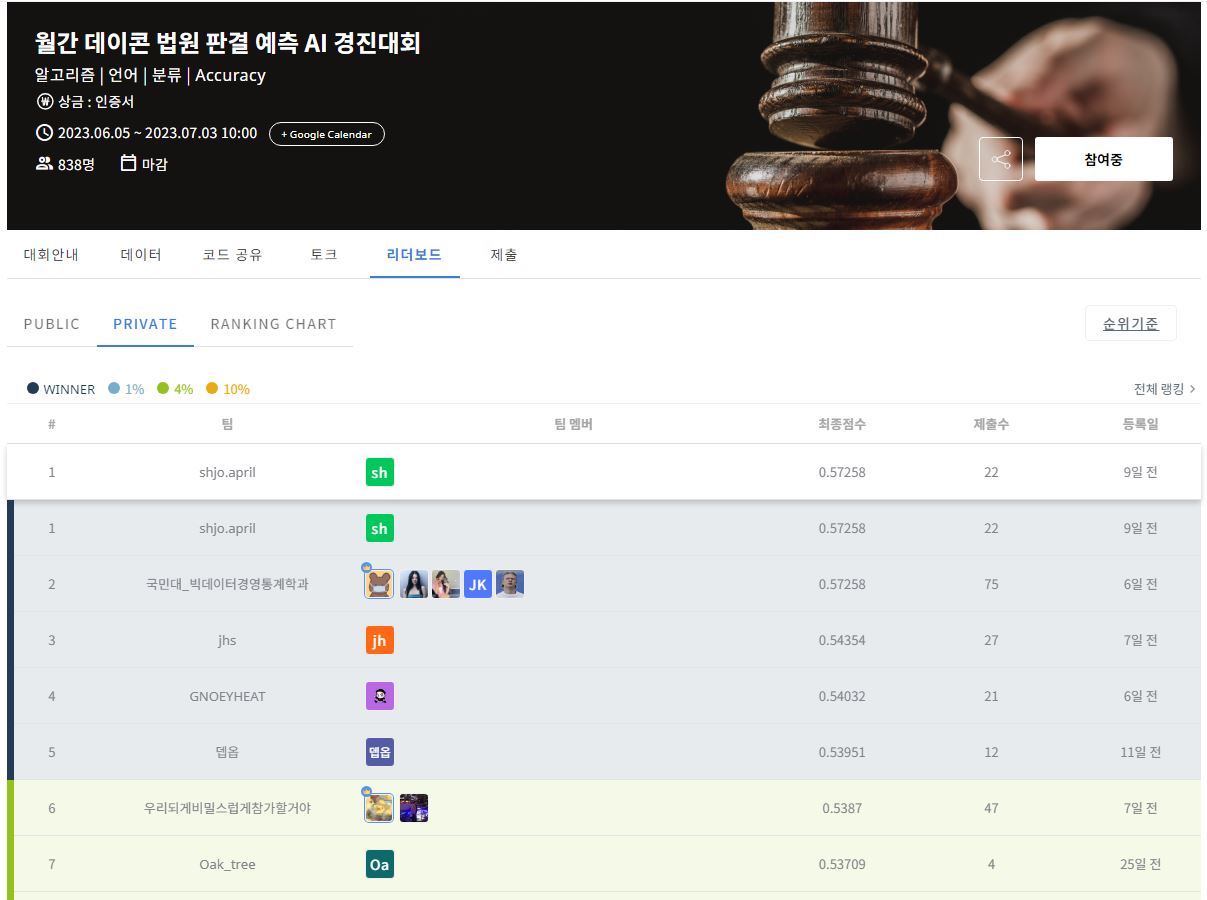 월간 데이콘 법원 판결 예측 AI 경진대회
알고리즘 | 언어 | 분류 | Accuracy
₩ 상금 : 인증서
2023.06.05 ~ 2023.07.03 10:00 + Google Calendar
838명 마감
참여중
대회안내 데이터 코드 공유 토크 리더보드 제출
PUBLIC PRIVATE RANKING CHART 순위기준
WINNER 1% 4% 10% 전체 랭킹 >
# 팀 팀 멤버 최종점수 제출수 등록일
1 shjo.april sh 0.57258 22 9일 전
1 shjo.april sh 0.57258 22 9일 전
2 국민대_빅데이터경영통계학과 JK 0.57258 75 6일 전
3 jhs jh 0.54354 27 7일 전
4 GNOEYHEAT 0.54032 21 6일 전
5 뎁옵 뎁옵 0.53951 12 11일 전
6 우리되게비밀스럽게참가할거야 0.5387 47 7일 전
7 Oak_tree Oa 0.53709 4 25일 전